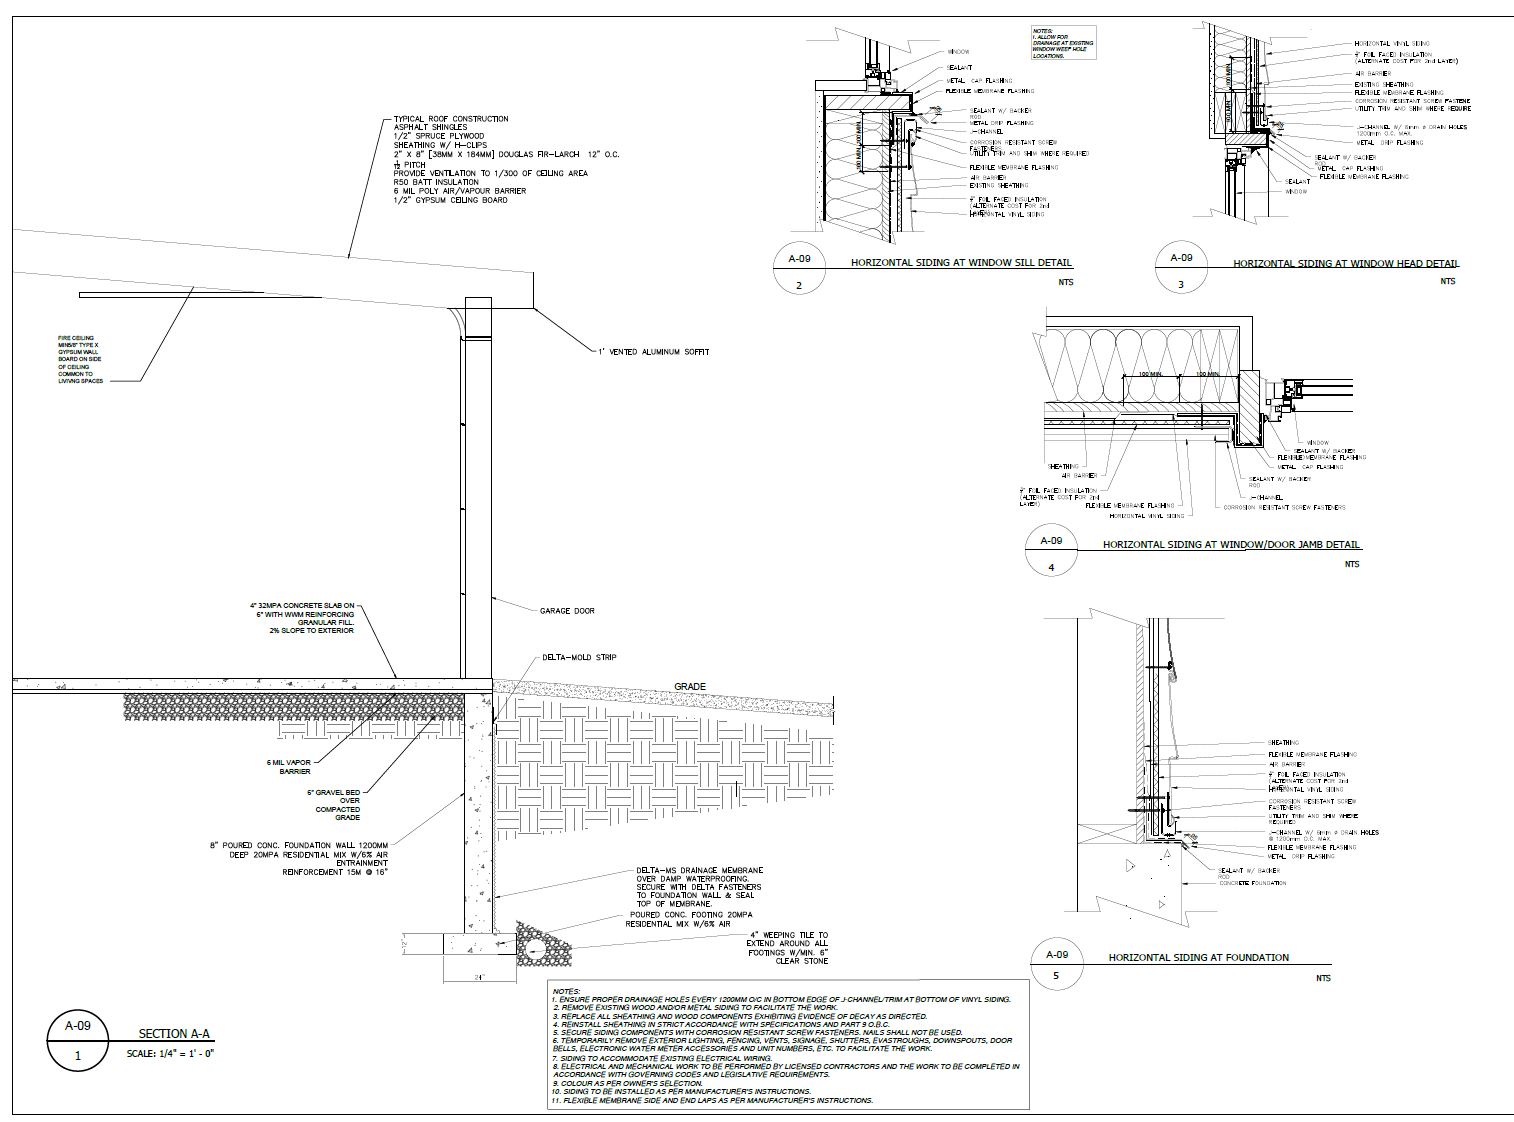 TYPICAL ROOF CONSTRUCTION
ASPHALT SHINGLES
1/2" SPRUCE PLYWOOD
SHEATHING W/ H-CLIPS
2" X 8" [38MM X 184MM] DOUGLAS FIR-LARCH 12" O.C.
PITCH
PROVIDE VENTILATION TO 1/300 OF CEILING AREA
R50 BATT INSULATION
6 MIL POLY AIR/VAPOUR BARRIER
1/2" GYPSUM CEILING BOARD
FIRE CEILING
MIN5/8" TYPE X
GYPSUM WALL
BOARD ON SIDE
OF CEILING
COMMON TO
LIVIVNG SPACES
1' VENTED ALUMINUM SOFFIT
4" 32MPA CONCRETE SLAB ON
6" WITH WWM REINFORCING
GRANULAR FILL.
2% SLOPE TO EXTERIOR
GARAGE DOOR
DELTA-MOLD STRIP
GRADE
6 MIL VAPOR
BARRIER
6" GRAVEL BED
OVER
COMPACTED
GRADE
8" POURED CONC. FOUNDATION WALL 1200MM
DEEP 20MPA RESIDENTIAL MIX W/6% AIR
ENTRAINMENT
REINFORCEMENT 15M @ 16"
DELTA-MS DRAINAGE MEMBRANE
OVER DAMP WATERPROOFING.
SECURE WITH DELTA FASTENERS
TO FOUNDATION WALL & SEAL
TOP OF MEMBRANE.
POURED CONC. FOOTING 20MPA
RESIDENTIAL MIX W/6% AIR
4" WEEPING TILE TO
EXTEND AROUND ALL
FOOTINGS W/MIN. 6"
CLEAR STONE
12"
24"
A-09
1
SECTION A-A
SCALE: 1/4" = 1' - 0"
NOTES:
1. ENSURE PROPER DRAINAGE HOLES EVERY 1200MM O/C IN BOTTOM EDGE OF J-CHANNEL/TRIM AT BOTTOM OF VINYL SIDING.
2. REMOVE EXISTING WOOD AND/OR METAL SIDING TO FACILITATE THE WORK.
3. REPLACE ALL SHEATHING AND WOOD COMPONENTS EXHIBITING EVIDENCE OF DECAY AS DIRECTED.
4. REINSTALL SHEATHING IN STRICT ACCORDANCE WITH SPECIFICATIONS AND PART 9 O.B.C.
5. SECURE SIDING COMPONENTS WITH CORROSION RESISTANT SCREW FASTENERS. NAILS SHALL NOT BE USED.
6. TEMPORARILY REMOVE EXTERIOR LIGHTING, FENCING, VENTS, SIGNAGE, SHUTTERS, EVASTROUGHS, DOWNSPOUTS, DOOR
BELLS, ELECTRONIC WATER METER ACCESSORIES AND UNIT NUMBERS, ETC. TO FACILITATE THE WORK.
7. SIDING TO ACCOMMODATE EXISTING ELECTRICAL WIRING.
8. ELECTRICAL AND MECHANICAL WORK TO BE PERFORMED BY LICENSED CONTRACTORS AND THE WORK TO BE COMPLETED IN
ACCORDANCE WITH GOVERNING CODES AND LEGISLATIVE REQUIREMENTS.
9. COLOUR AS PER OWNER'S SELECTION.
10. SIDING TO BE INSTALLED AS PER MANUFACTURER'S INSTRUCTIONS.
11. FLEXIBLE MEMBRANE SIDE AND END LAPS AS PER MANUFACTURER'S INSTRUCTIONS.
NOTES:
1. ALLOW FOR
DRAINAGE AT EXISTING
WINDOW WEEP HOLE
LOCATIONS.
WINDOW
SEALANT
METAL CAP FLASHING
FLEXIBLE MEMBRANE FLASHING
SEALANT W/ BACKER
ROD
METAL DRIP FLASHING
J-CHANNEL
CORROSION RESISTANT SCREW
FASTENERS
UTILITY TRIM AND SHIM WHERE REQUIRED
FLEXIBLE MEMBRANE FLASHING
AIR BARRIER
EXISTING SHEATHING
FOIL FACED INSULATION
(ALTERNATE COST FOR 2nd
LAYER)
HORIZONTAL VINYL SIDING
100 MIN.
100 MIN.
A-09
2
HORIZONTAL SIDING AT WINDOW SILL DETAIL
NTS
HORIZONTAL VINYL SIDING
FOIL FACED INSULATION
(ALTERNATE COST FOR 2nd LAYER)
AIR BARRIER
EXISTING SHEATHING
FLEXIBLE MEMBRANE FLASHING
CORROSION RESISTANT SCREW FASTENE
UTILITY TRIM AND SHIM WHERE REQUIRE
J-CHANNEL W/ 6mm ø DRAIN HOLES
1200mm O.C. MAX.
METAL DRIP FLASHING
SEALANT W/ BACKER
ROD
METAL CAP FLASHING
FLEXIBLE MEMBRANE FLASHING
SEALANT
WINDOW
100 MIN.
100 MIN.
A-09
3
HORIZONTAL SIDING AT WINDOW HEAD DETAIL
NTS
100 MIN.
100 MIN.
WINDOW
SEALANT W/ BACKER
FLEXIBLE MEMBRANE FLASHING
METAL CAP FLASHING
SEALANT W/ BACKER
ROD
J-CHANNEL
CORROSION RESISTANT SCREW FASTENERS
SHEATHING
AIR BARRIER
FOIL FACED INSULATION
(ALTERNATE COST FOR 2nd
LAYER)
FLEXIBLE MEMBRANE FLASHING
HORIZONTAL VINYL SIDING
A-09
4
HORIZONTAL SIDING AT WINDOW/DOOR JAMB DETAIL
NTS
SHEATHING
FLEXIBLE MEMBRANE FLASHING
AIR BARRIER
FOIL FACED INSULATION
(ALTERNATE COST FOR 2nd
LAYER)
HORIZONTAL VINYL SIDING
CORROSION RESISTANT SCREW
FASTENERS
UTILITY TRIM AND SHIM WHERE
REQUIRED
J-CHANNEL W/ 6mm ø DRAIN HOLES
@ 1200mm O.C. MAX.
FLEXIBLE MEMBRANE FLASHING
METAL DRIP FLASHING
SEALANT W/ BACKER
ROD
CONCRETE FOUNDATION
A-09
5
HORIZONTAL SIDING AT FOUNDATION
NTS